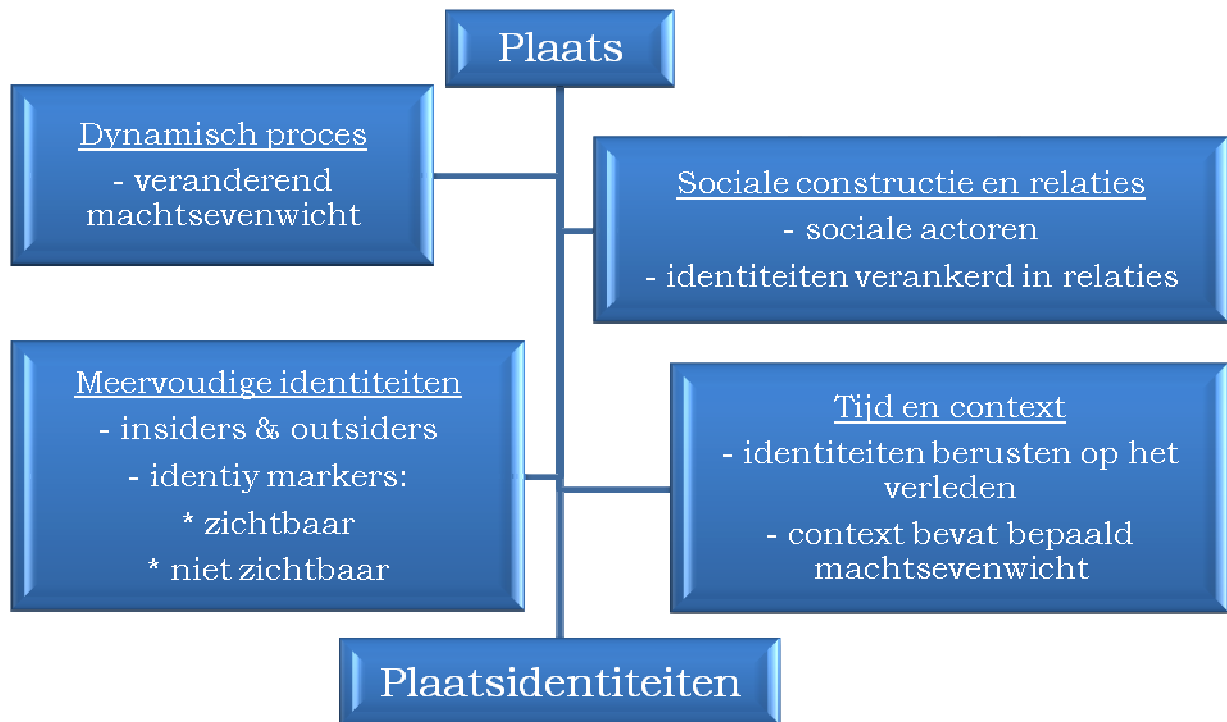 Plaats
Dynamisch proces
- veranderend
machtsevenwicht
Sociale constructie en relaties
- sociale actoren
- identiteiten verankerd in relaties
Meervoudige identiteiten
- insiders & outsiders
- identiy markers:
* zichtbaar
* niet zichtbaar
Tijd en context
- identiteiten berusten op het
verleden
- context bevat bepaald
machtsevenwicht
Plaatsidentiteiten